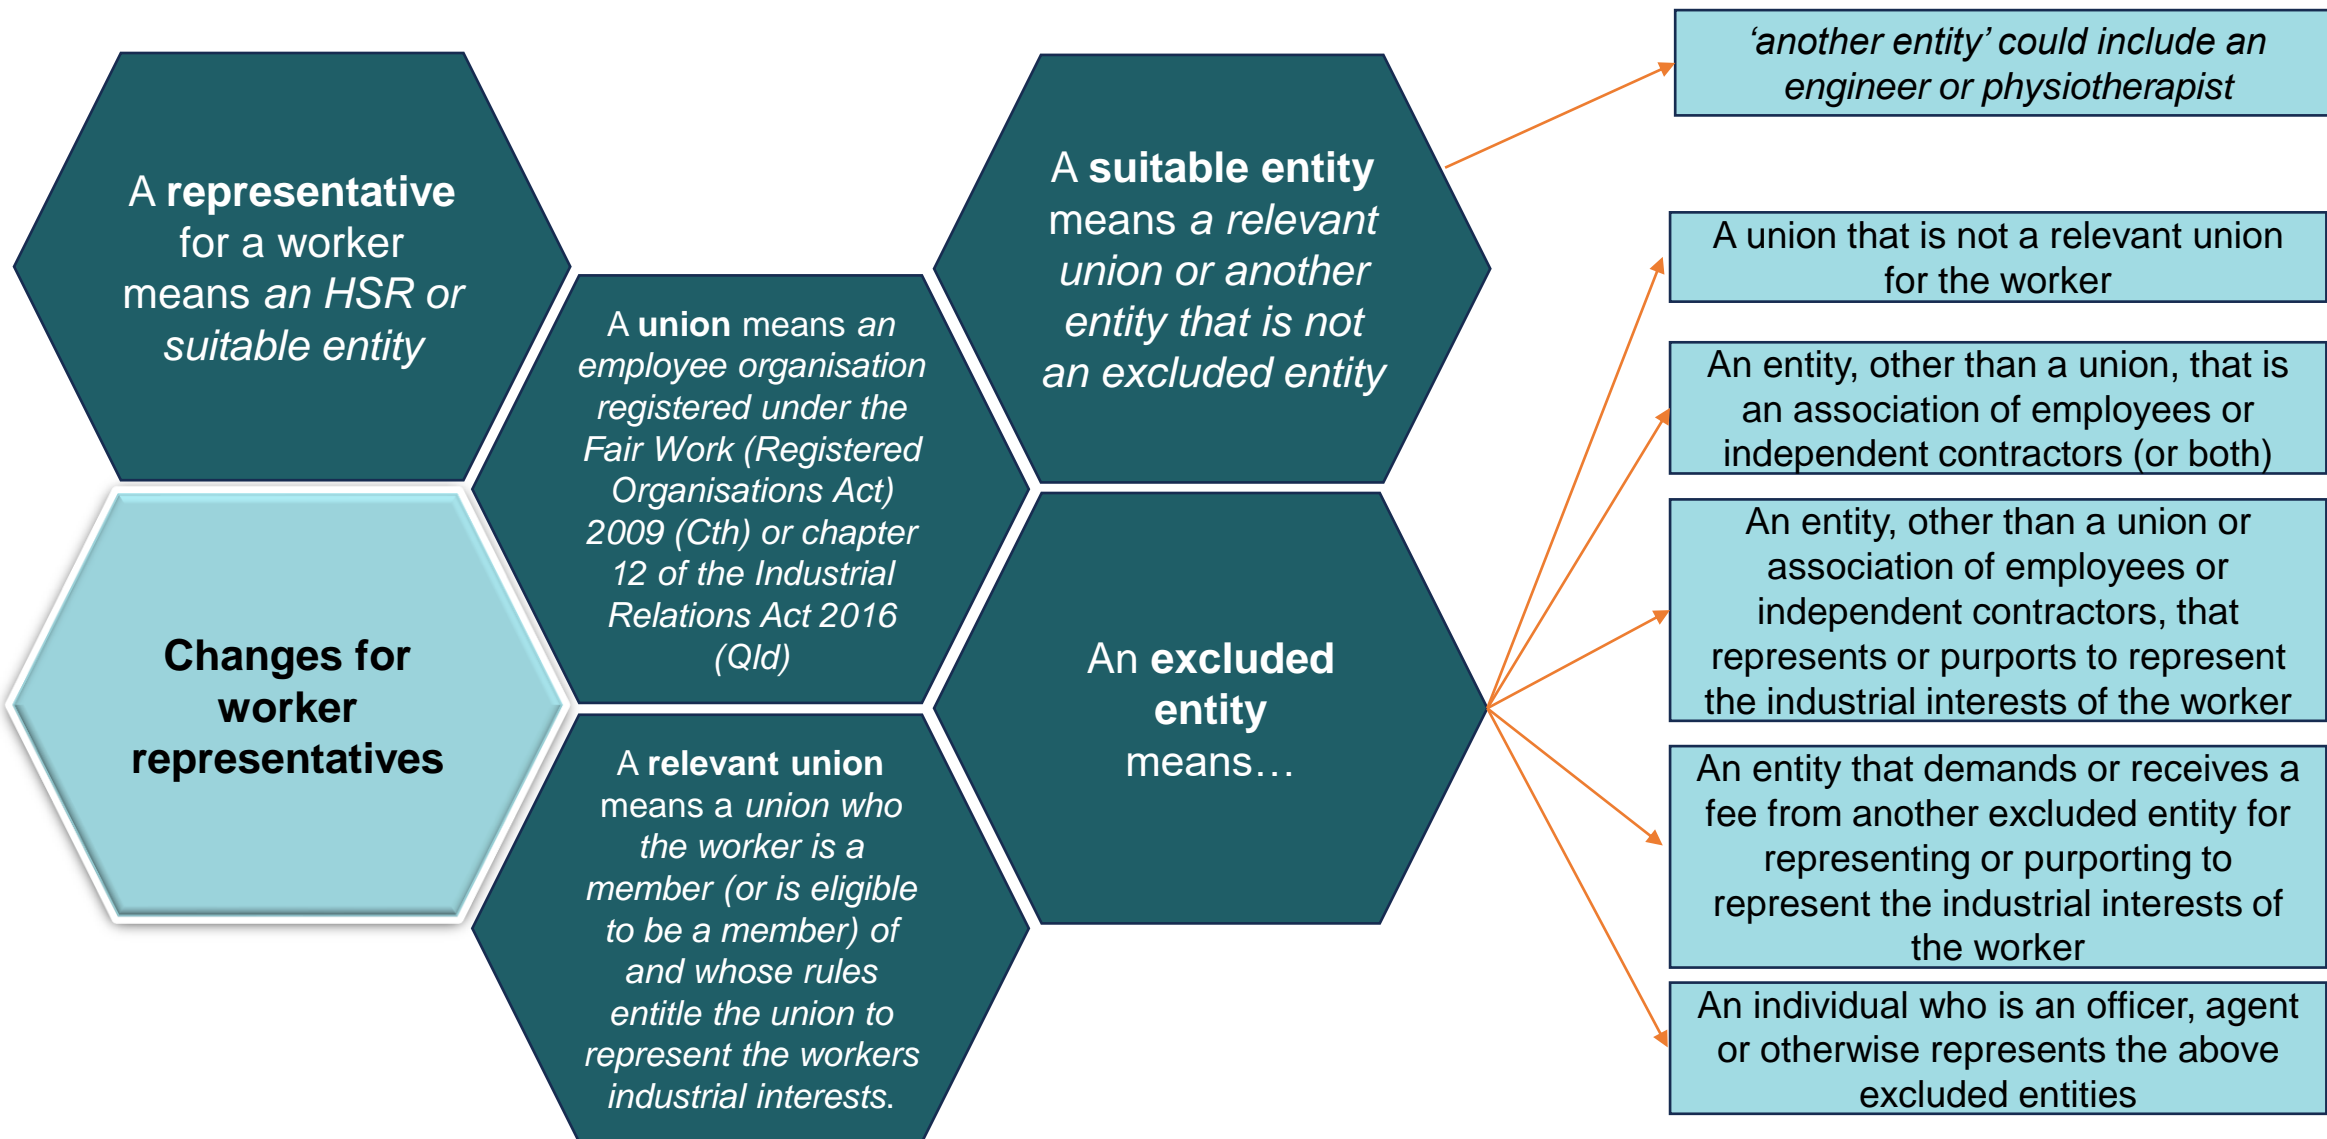 A representative
for a worker
means an HSR or
suitable entity
Changes for
worker
representatives
A union means an
employee organisation
registered under the
Fair Work (Registered
Organisations Act)
2009 (Cth) or chapter
12 of the Industrial
Relations Act 2016
(Qld)
A relevant union
means a union who
the worker is a
member (or is eligible
to be a member) of
and whose rules
entitle the union to
represent the workers
industrial interests.
A suitable entity
means a relevant
union or another
entity that is not
an excluded entity
An excluded
entity
means…
‘another entity’ could include an
engineer or physiotherapist
A union that is not a relevant union
for the worker
An entity, other than a union, that is
an association of employees or
independent contractors (or both)
An entity, other than a union or
association of employees or
independent contractors, that
represents or purports to represent
the industrial interests of the worker
An entity that demands or receives a
fee from another excluded entity for
representing or purporting to
represent the industrial interests of
the worker
An individual who is an officer, agent
or otherwise represents the above
excluded entities